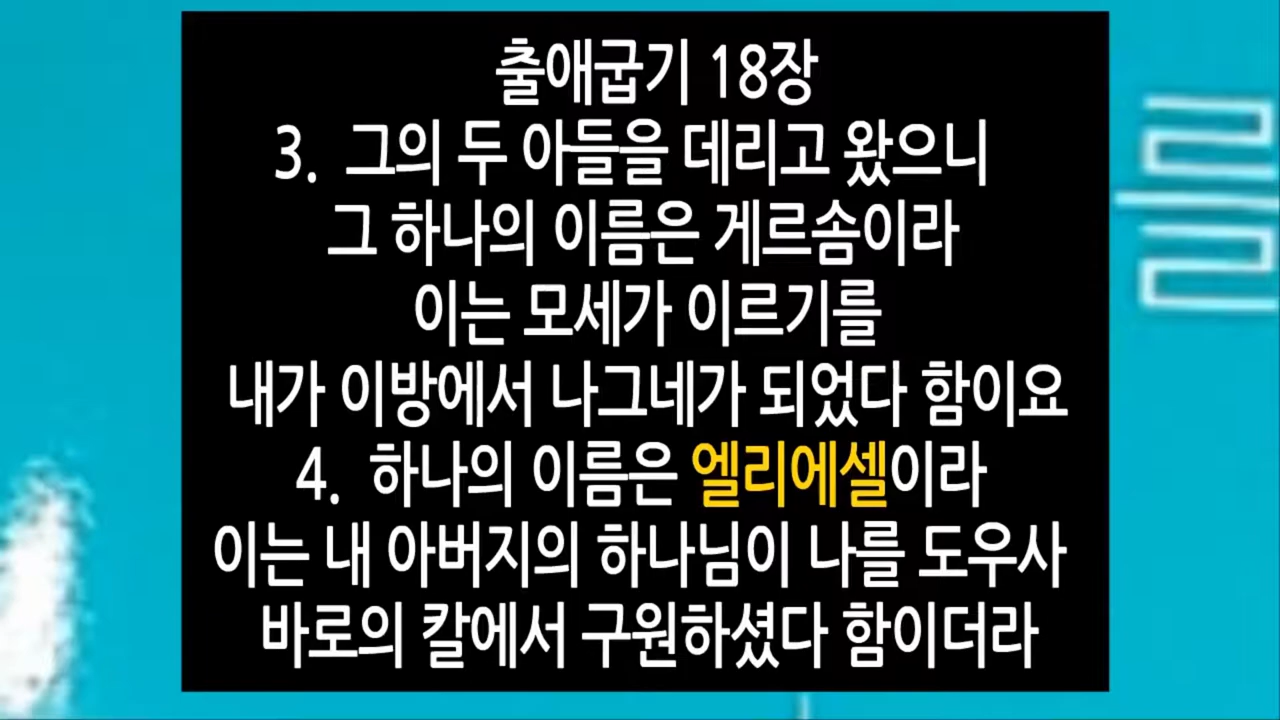 출애굽기 18장
3. 그의 두 아들을 데리고 왔으니
그 하나의 이름은 게르솜이라
이는 모세가 이르기를
내가 이방에서 나그네가 되었다 함이요
4. 하나의 이름은 엘리에셀이라
이는 내 아버지의 하나님이 나를 도우사
바로의 칼에서 구원하셨다 함이더라